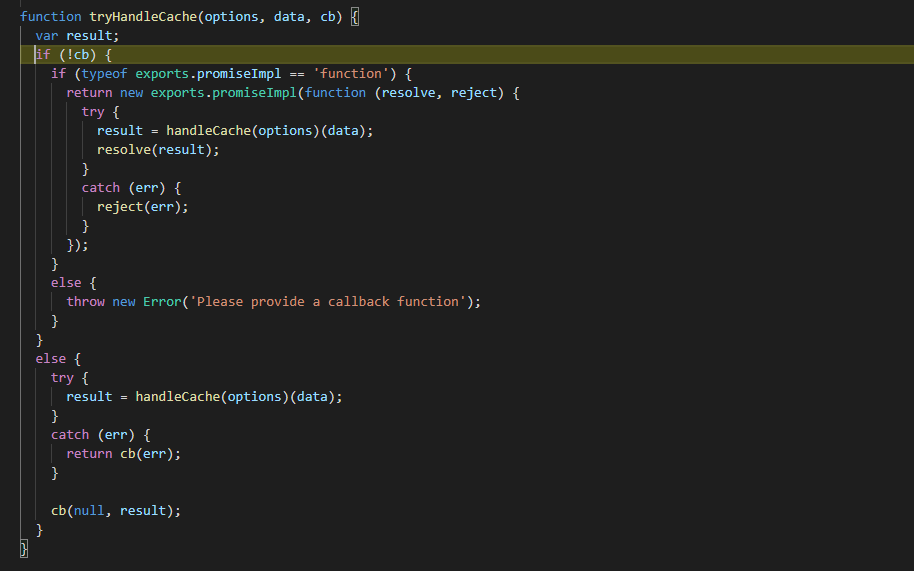 function tryHandleCache(options, data, cb) {
  var result;
  if (!cb) {
    if (typeof exports.promiseImpl == 'function') {
      return new exports.promiseImpl(function (resolve, reject) {
        try {
          result = handleCache(options)(data);
          resolve(result);
        }
        catch (err) {
          reject(err);
        }
      });
    }
    else {
      throw new Error('Please provide a callback function');
    }
  }
  else {
    try {
      result = handleCache(options)(data);
    }
    catch (err) {
      return cb(err);
    }

    cb(null, result);
  }
}